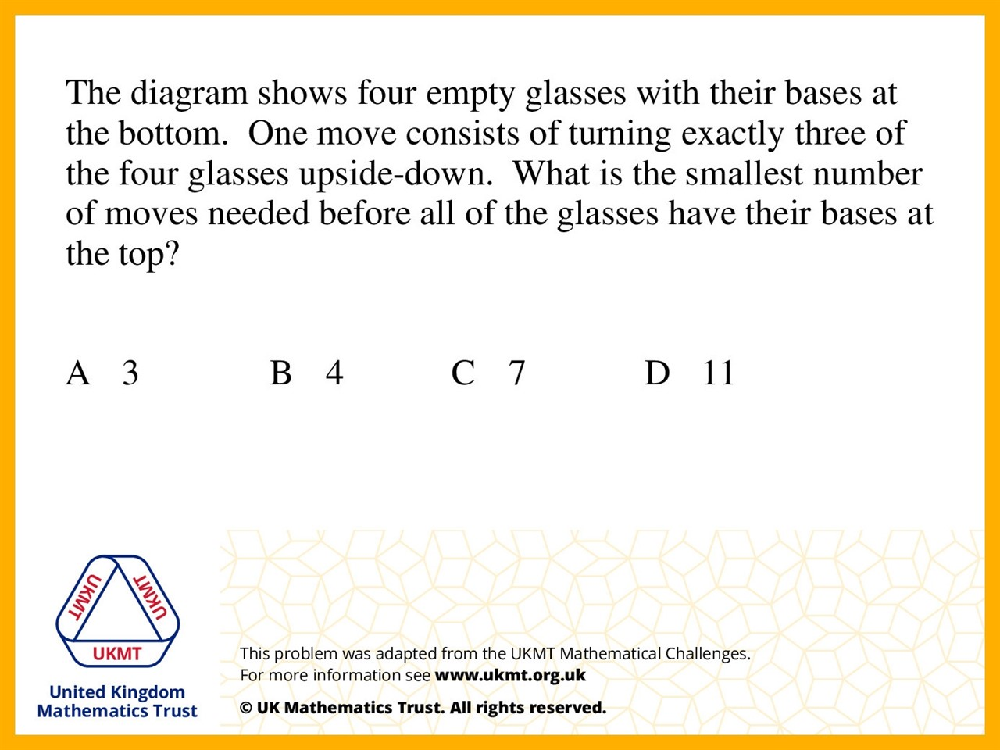 The diagram shows four empty glasses with their bases at
the bottom.  One move consists of turning exactly three of
the four glasses upside-down.  What is the smallest number
of moves needed before all of the glasses have their bases at
the top?
A 3 B 4 C 7 D 11
UKMT
UKMT
UKMT
United Kingdom
Mathematics Trust
This problem was adapted from the UKMT Mathematical Challenges.
For more information see www.ukmt.org.uk
© UK Mathematics Trust. All rights reserved.